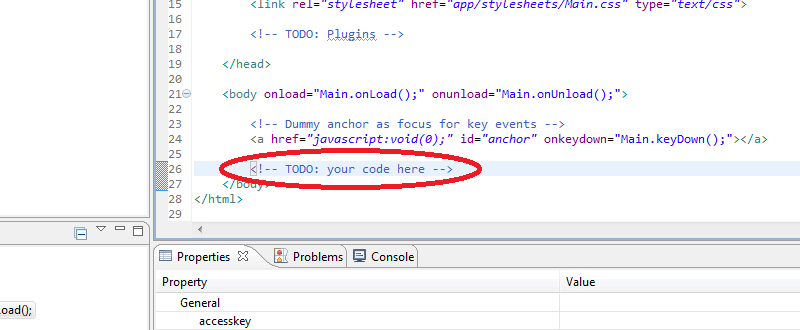 15 <link rel="stylesheet" href="app/stylesheets/Main.css" type="text/css">
16
17 <!-- TODO: Plugins -->
18
19 </head>
20
21 <body onload="Main.onLoad();" onunload="Main.onUnload();">
22
23 <!-- Dummy anchor as focus for key events -->
24 <a href="javascript:void(0);" id="anchor" onkeydown="Main.keyDown();"></a>
25
26 <!-- TODO: your code here -->
27 </body>
28 </html>
29
Properties Problems Console
Property Value
General
oad();
accesskey